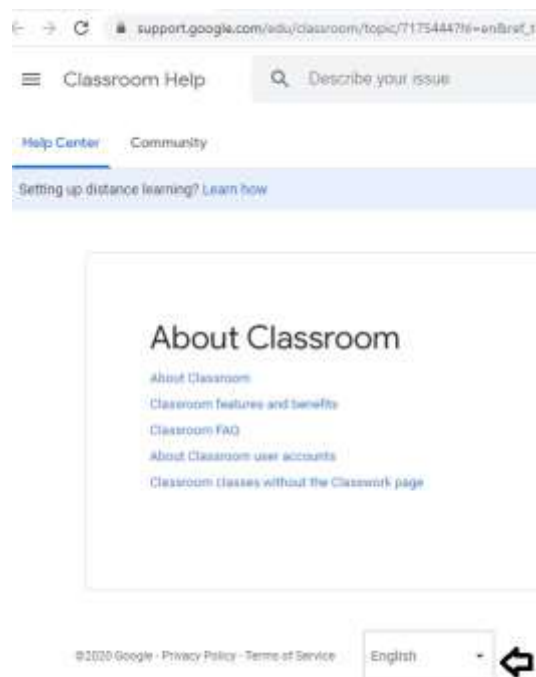 support.google.com/edu/classroom/topic/7175444?hl=en&ref_t
Classroom Help
Describe your issue
Help Center Community
Setting up distance learning? Learn how
About Classroom
About Classroom
Classroom features and benefits
Classroom FAQ
About Classroom user accounts
Classroom classes without the Classwork page
©2020 Google - Privacy Policy - Terms of Service
English